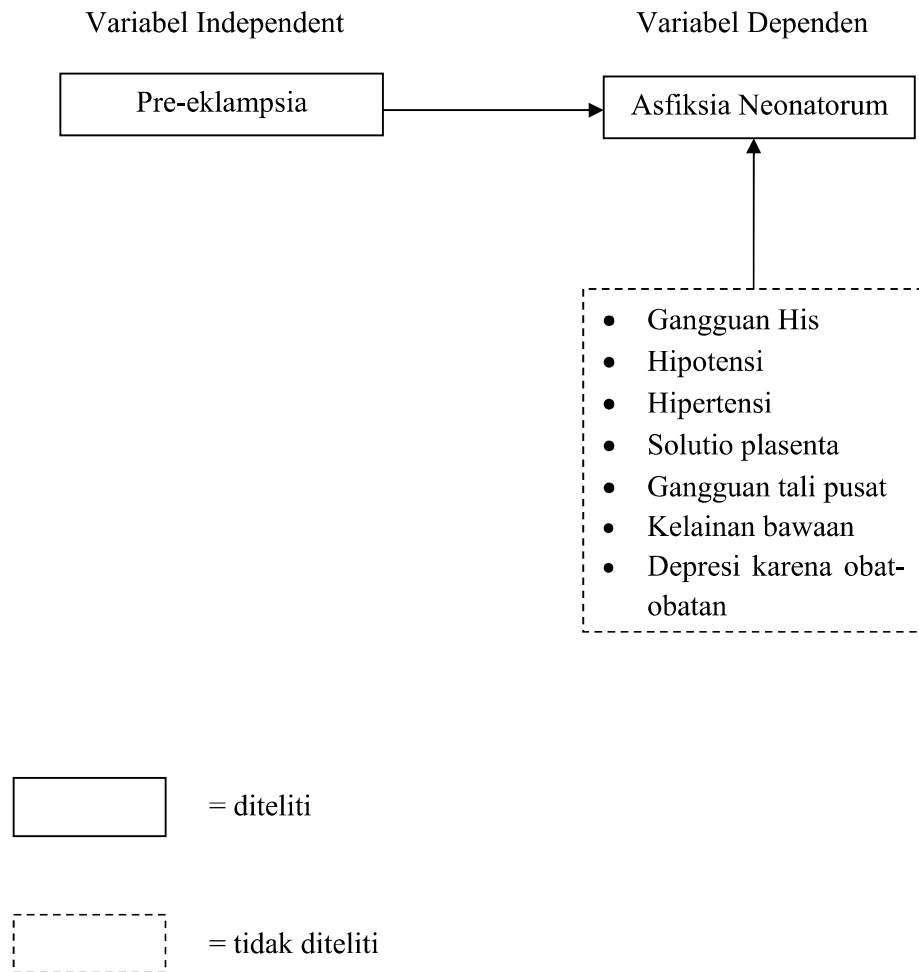 Variabel Independent Variabel Dependen
Pre-eklampsia Asfiksia Neonatorum
• Gangguan His
• Hipotensi
• Hipertensi
• Solutio plasenta
• Gangguan tali pusat
• Kelainan bawaan
• Depresi karena obat-
obatan
= diteliti
= tidak diteliti